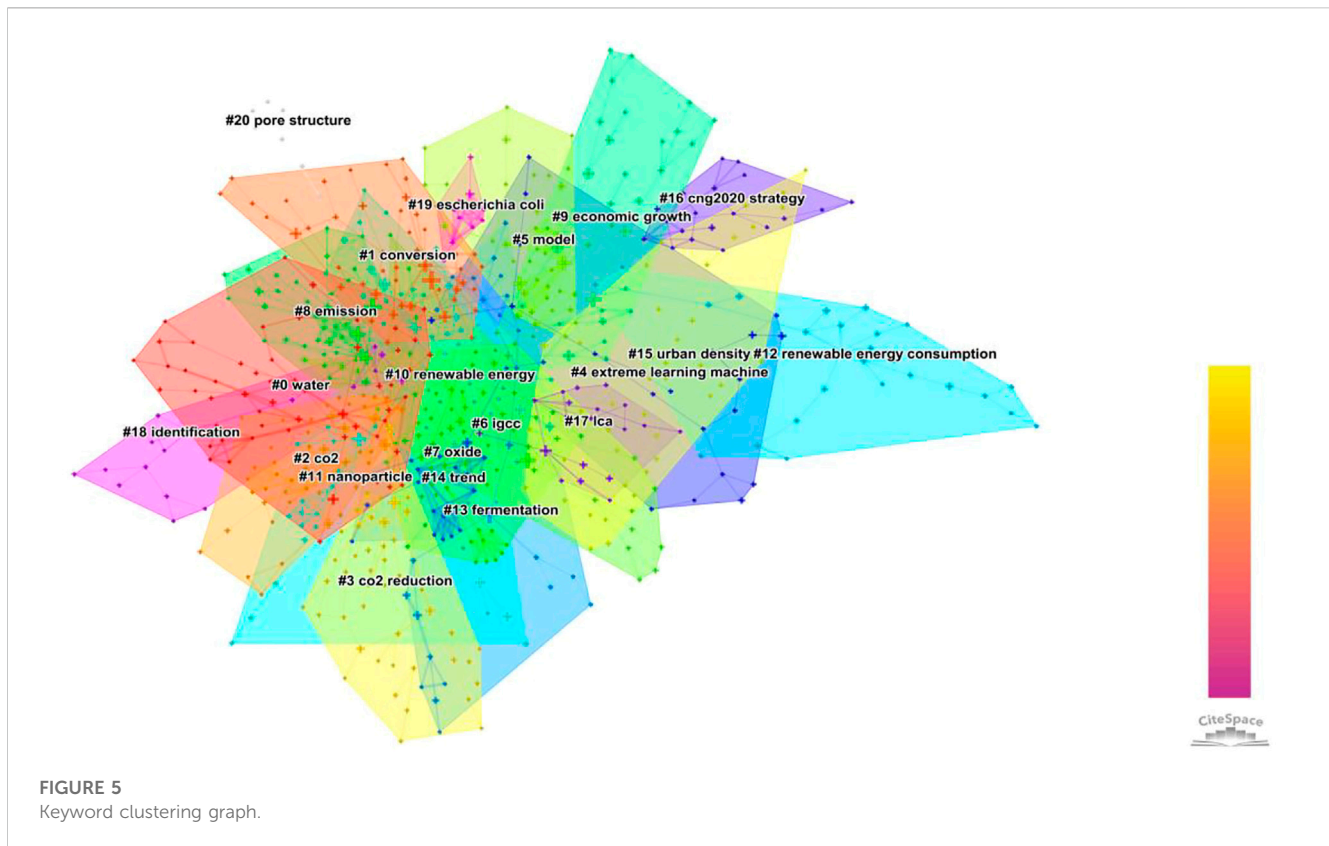 #20 pore structure
#19 escherichia coli
#16 cng2020 strategy
#9 economic growth
#5 model
#1 conversion
#8 emission
#15 urban density #12 renewable energy consumption
#10 renewable energy
#4 extreme learning machine
#0 water
#6 igcc
#17 lca
#18 identification
#7 oxide
#2 co2
#11 nanoparticle
#14 trend
#13 fermentation
#3 co2 reduction
CiteSpace
FIGURE 5
Keyword clustering graph.